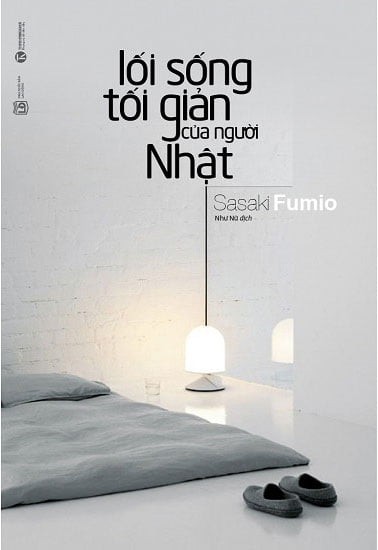 lối sống
tối giản
của người
Nhật
Sasaki Fumio
Như Nữ dịch